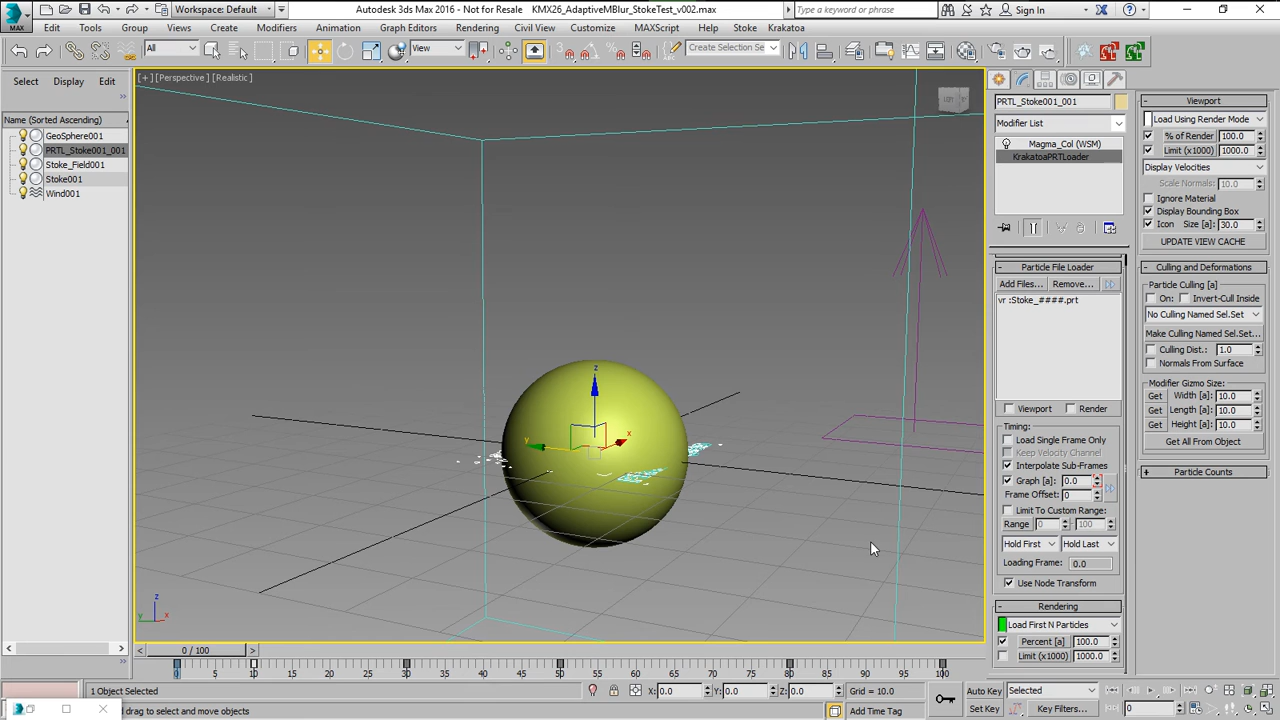 Workspace: Default
Autodesk 3ds Max 2016 - Not for Resale
KMX26_AdaptiveMBlur_StokeTest_v002.max
Type a keyword or phrase
Sign In
MAX
Edit
Tools
Group
Views
Create
Modifiers
Animation
Graph Editors
Rendering
Civil View
Customize
MAXScript
Help
Stoke
Krakatoa
All
View
Create Selection Se
Select
Display
Edit
Name (Sorted Ascending)
GeoSphere001
PRTL_Stoke001_001
Stoke_Field001
Stoke001
Wind001
[+] [Perspective] [Realistic]
z
y
x
z
y
x
PRTL_Stoke001_001
Modifier List
Magma_Col (WSM)
KrakatoaPRTLoader
- Particle File Loader
Add Files...
Remove...
vr :Stoke_####.prt
Viewport
Render
Timing:
Load Single Frame Only
Keep Velocity Channel
Interpolate Sub-Frames
Graph [a]: 0.0
Frame Offset: 0
Limit To Custom Range:
Range 0 100
Hold First
Hold Last
Loading Frame: 0.0
Use Node Transform
- Rendering
Load First N Particles
Percent [a] 100.0
Limit (x1000) 1000.0
- Viewport
Load Using Render Mode
% of Render 100.0
Limit (x1000) 1000.0
Display Velocities
Scale Normals: 10.0
Ignore Material
Display Bounding Box
Icon Size [a]: 30.0
UPDATE VIEW CACHE
- Culling and Deformations
Particle Culling [a]
On:
Invert-Cull Inside
No Culling Named Sel.Set
Make Culling Named Sel.Set...
Culling Dist.: 1.0
Normals From Surface
Modifier Gizmo Size:
Get Width [a] 10.0
Get Length [a] 10.0
Get Height [a] 10.0
Get All From Object
+ Particle Counts
< 0 / 100 >
0 5 10 15 20 25 30 35 40 45 50 55 60 65 70 75 80 85 90 95 100
1 Object Selected
X: 0.0
Y: 0.0
Z: 0.0
Grid = 10.0
Auto Key
Selected
drag to select and move objects
Add Time Tag
Set Key
Key Filters...
0